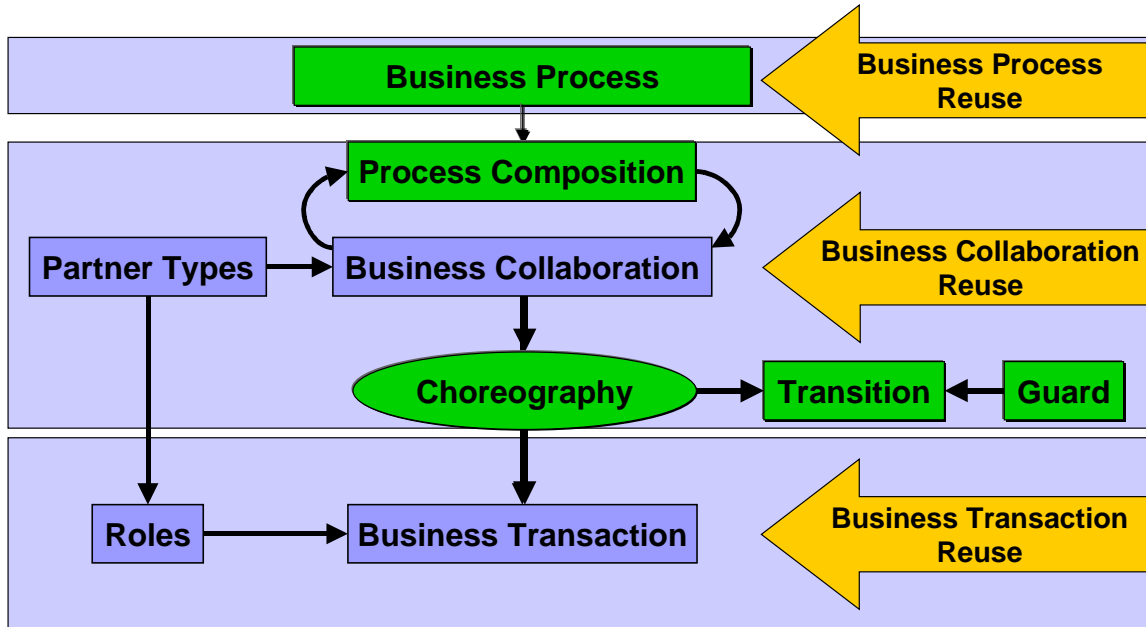 Business Process
Business Process
Reuse
Process Composition
Partner Types
Business Collaboration
Business Collaboration
Reuse
Choreography
Transition
Guard
Roles
Business Transaction
Business Transaction
Reuse